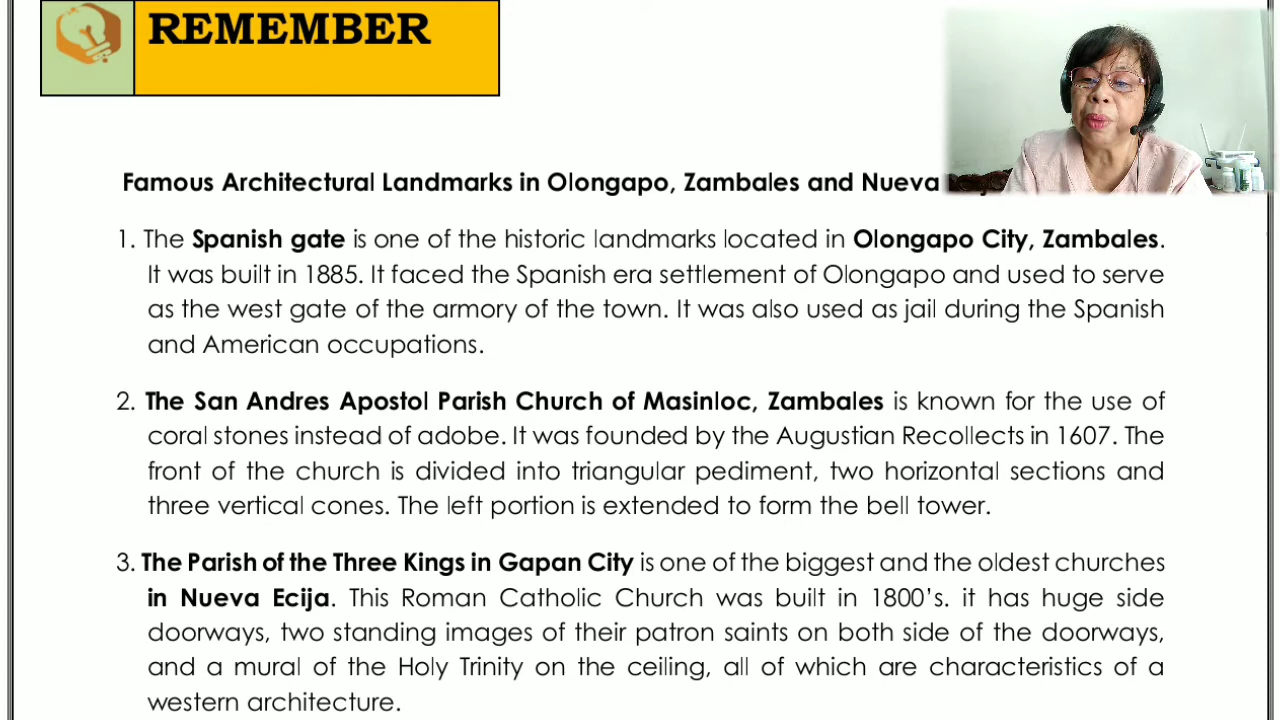 REMEMBER
Famous Architectural Landmarks in Olongapo, Zambales and Nueva
1. The Spanish gate is one of the historic landmarks located in Olongapo City, Zambales.
It was built in 1885. It faced the Spanish era settlement of Olongapo and used to serve
as the west gate of the armory of the town. It was also used as jail during the Spanish
and American occupations.
2. The San Andres Apostol Parish Church of Masinloc, Zambales is known for the use of
coral stones instead of adobe. It was founded by the Augustian Recollects in 1607. The
front of the church is divided into triangular pediment, two horizontal sections and
three vertical cones. The left portion is extended to form the bell tower.
3. The Parish of the Three Kings in Gapan City is one of the biggest and the oldest churches
in Nueva Ecija. This Roman Catholic Church was built in 1800's. it has huge side
doorways, two standing images of their patron saints on both side of the doorways,
and a mural of the Holy Trinity on the ceiling, all of which are characteristics of a
western architecture.